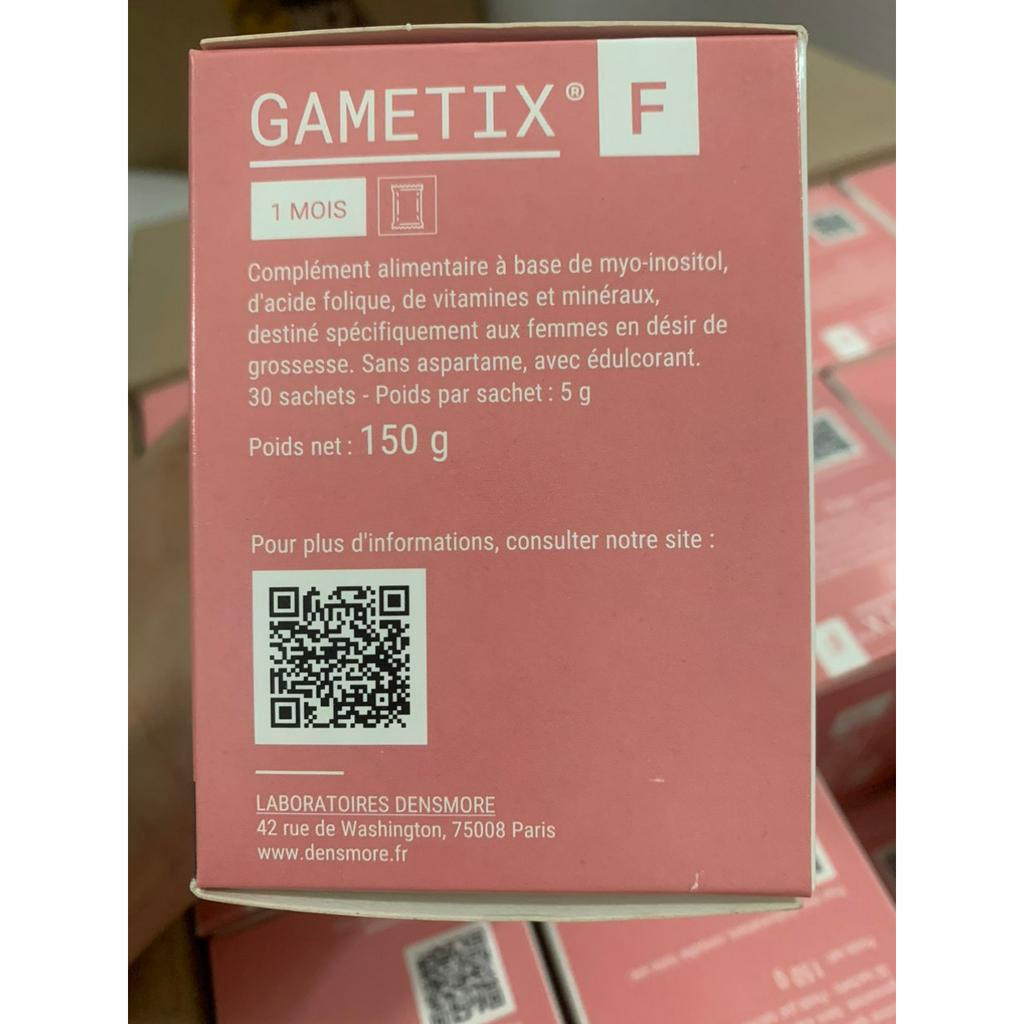 GAMETIX® F
1 MOIS
Complément alimentaire à base de myo-inositol,
d'acide folique, de vitamines et minéraux,
destiné spécifiquement aux femmes en désir de
grossesse. Sans aspartame, avec édulcorant.
30 sachets - Poids par sachet : 5 g
Poids net : 150 g
Pour plus d'informations, consulter notre site :
LABORATOIRES DENSMORE
42 rue de Washington, 75008 Paris
www.densmore.fr
150 g